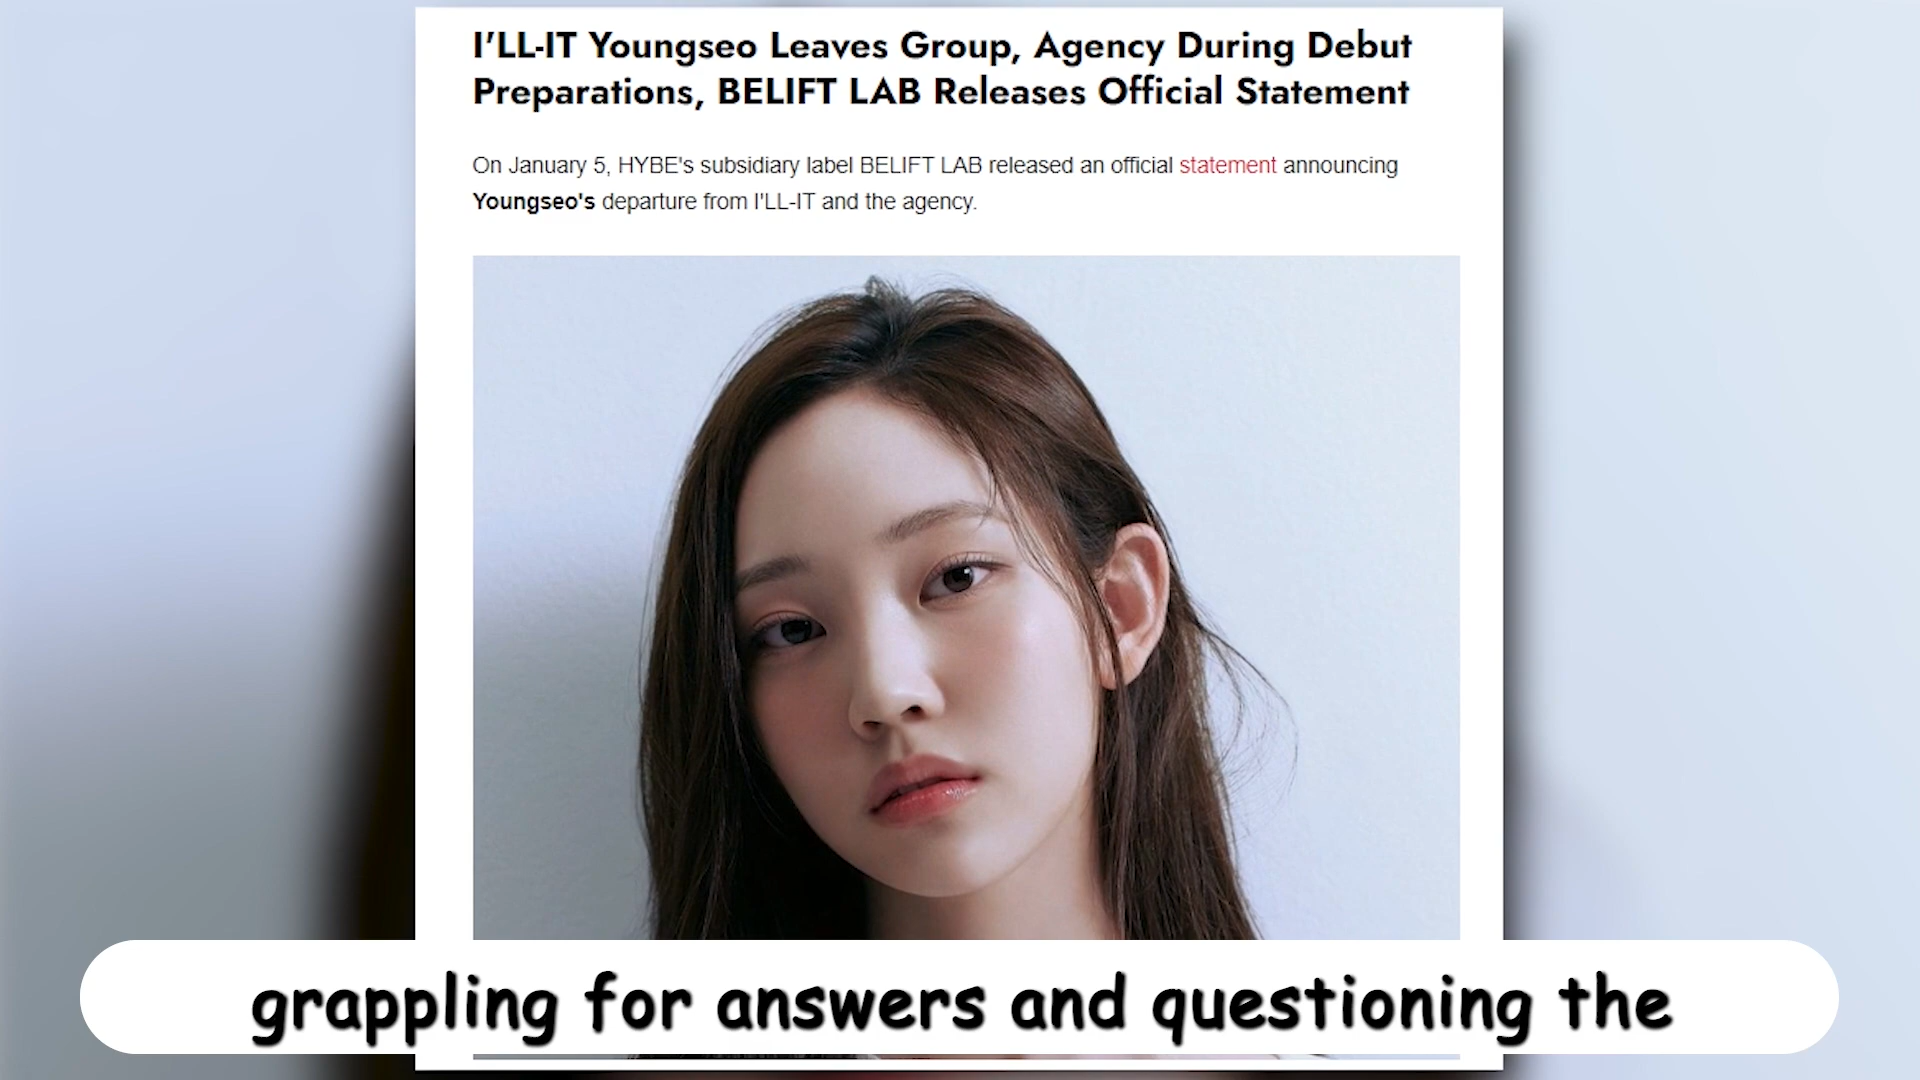 I'LL-IT Youngseo Leaves Group, Agency During Debut
Preparations, BELIFT LAB Releases Official Statement
On January 5, HYBE's subsidiary label BELIFT LAB released an official statement announcing
Youngseo's departure from I'LL-IT and the agency.
grappling for answers and questioning the